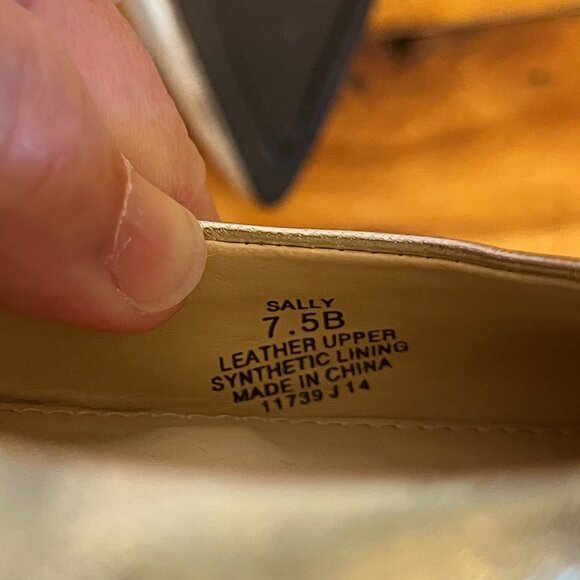 SALLY
7.5B
LEATHER UPPER
SYNTHETIC LINING
MADE IN CHINA
11739 J 14